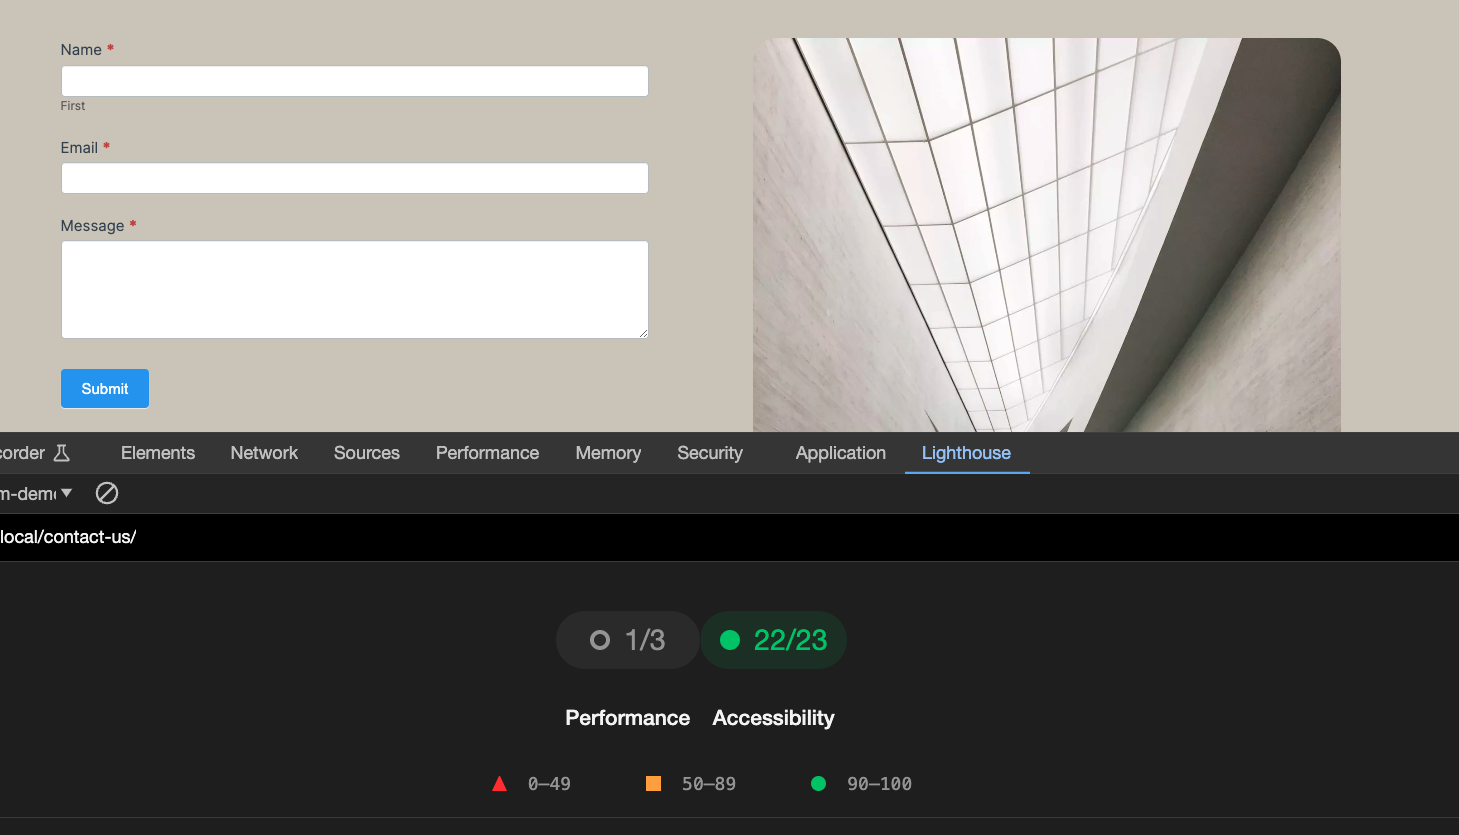 Name *
First
Email *
Message *
Submit
corder Elements Network Sources Performance Memory Security Application Lighthouse
m-dem
local/contact-us/
1/3 22/23
Performance Accessibility
0–49 50–89 90–100